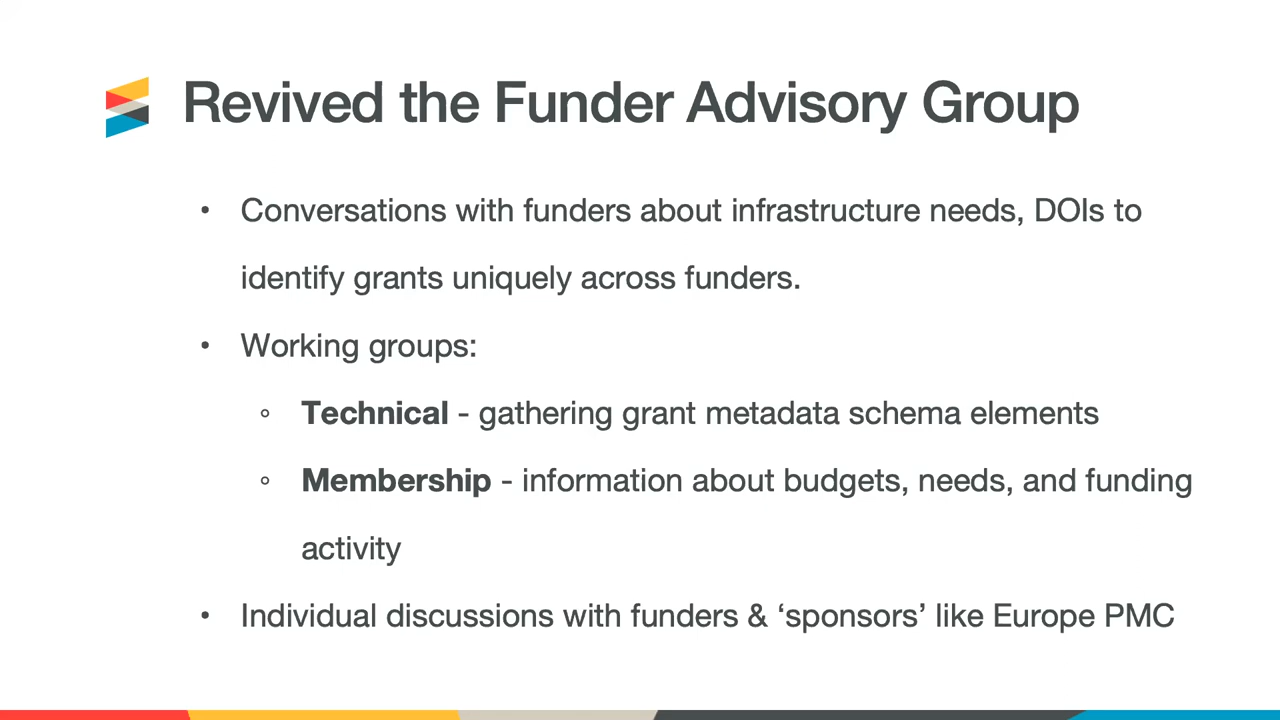 Revived the Funder Advisory Group
• Conversations with funders about infrastructure needs, DOIs to
identify grants uniquely across funders.
• Working groups:
◦ Technical - gathering grant metadata schema elements
◦ Membership - information about budgets, needs, and funding
activity
• Individual discussions with funders & ‘sponsors’ like Europe PMC